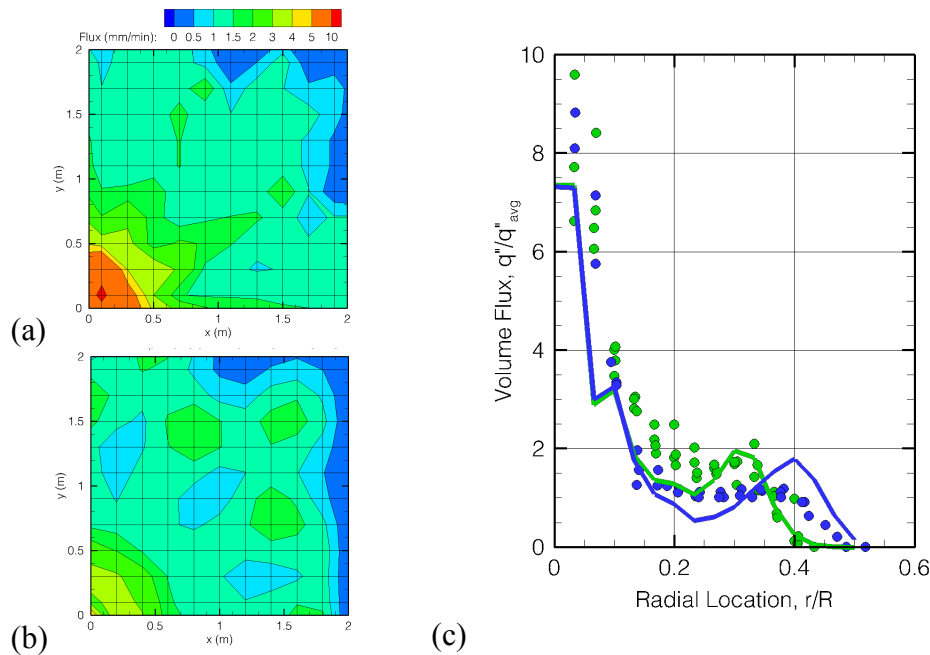 (a)
Flux (mm/min): 0 0.5 1 2 3 4 5 10
2
1.5
1
0.5
0
y (m)
0 0.5 1 1.5 2
x (m)
(b)
2
1.5
1
0.5
0
y (m)
0 0.5 1 1.5 2
x (m)
(c)
10
8
6
4
2
0
Volume Flux, q"/q"avg
0 0.2 0.4 0.6
Radial Location, r/R